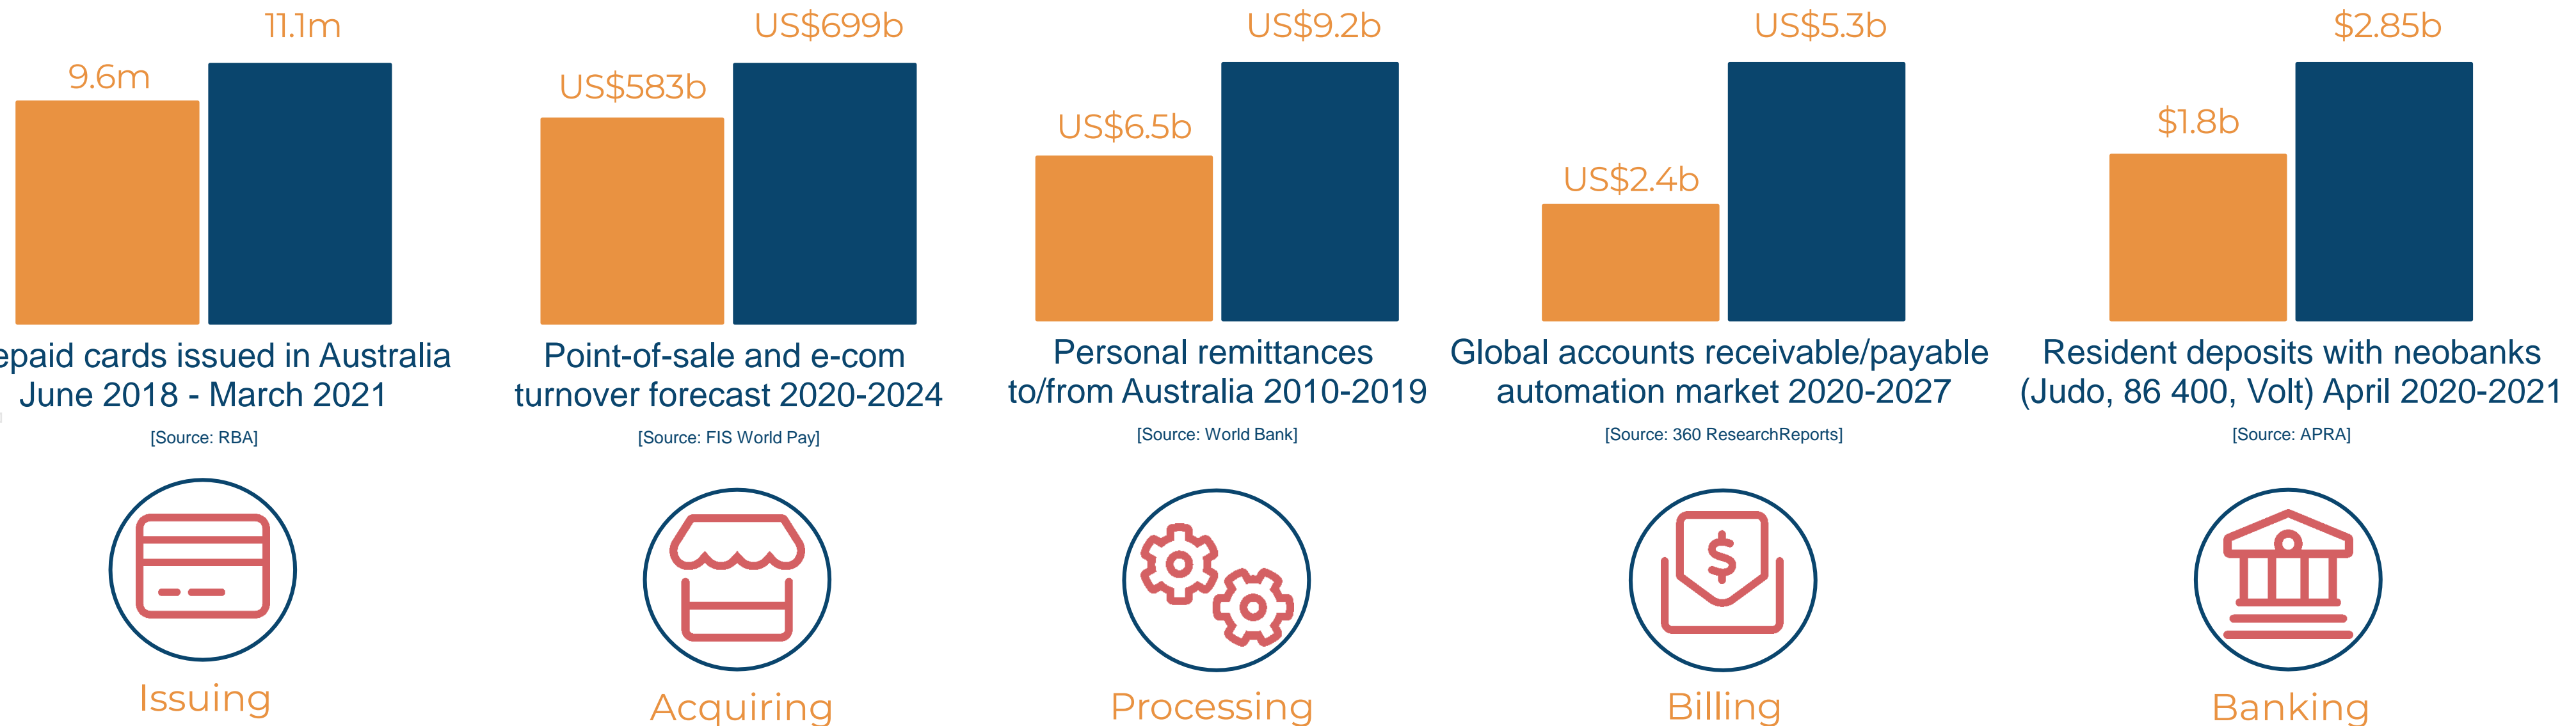 11.1m
9.6m
epaid cards issued in Australia
June 2018 - March 2021
[Source: RBA]
Issuing
US$699b
US$583b
Point-of-sale and e-com
turnover forecast 2020-2024
[Source: FIS World Pay]
Acquiring
US$9.2b
US$6.5b
Personal remittances
to/from Australia 2010-2019
[Source: World Bank]
Processing
US$5.3b
US$2.4b
Global accounts receivable/payable
automation market 2020-2027
[Source: 360 ResearchReports]
$
Billing
$2.85b
$1.8b
Resident deposits with neobanks
(Judo, 86 400, Volt) April 2020-2021
[Source: APRA]
Banking